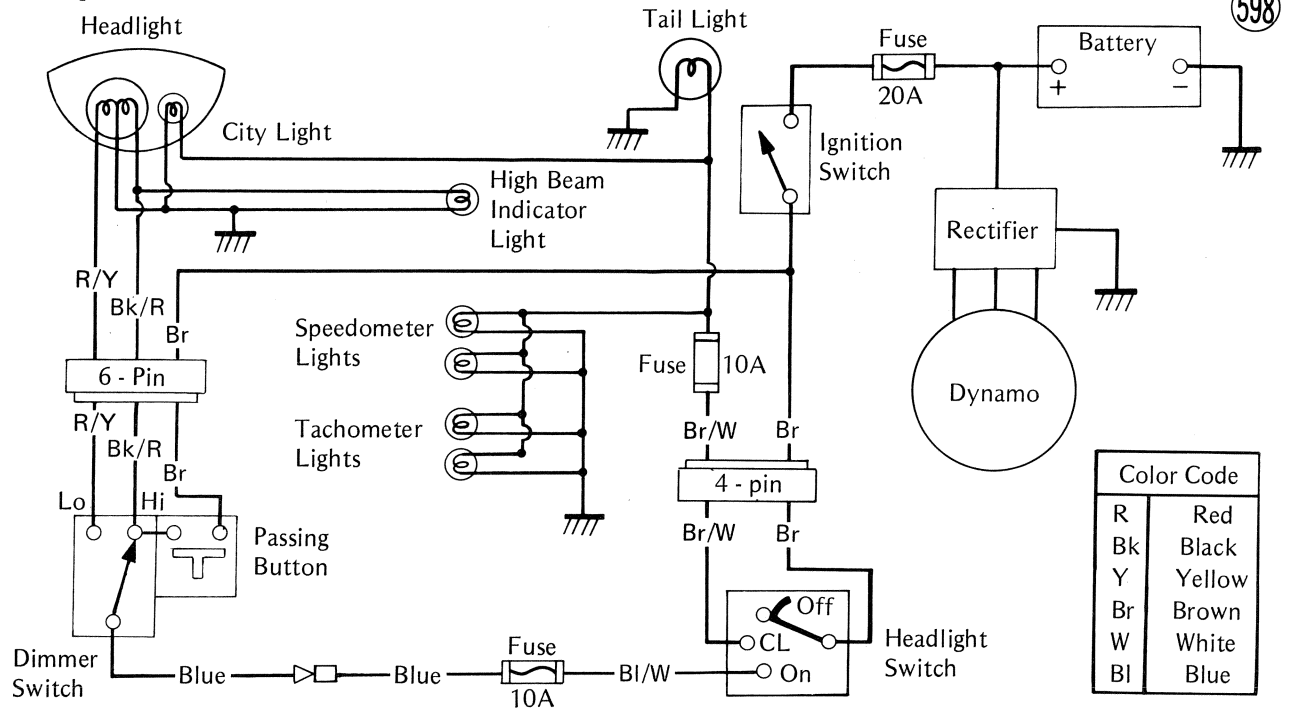 598
Headlight
Tail Light
Fuse
20A
Battery
+
−
City Light
Ignition
Switch
High Beam
Indicator
Light
Rectifier
R/Y
Bk/R
Br
Speedometer
Lights
Fuse
10A
6 - Pin
Dynamo
R/Y
Bk/R
Br
Tachometer
Lights
Br/W
Br
4 - pin
Lo
Hi
Passing
Button
Br/W
Br
Off
CL
On
Headlight
Switch
Dimmer
Switch
Blue
Blue
Fuse
10A
Bl/W
Color Code
R Red
Bk Black
Y Yellow
Br Brown
W White
Bl Blue